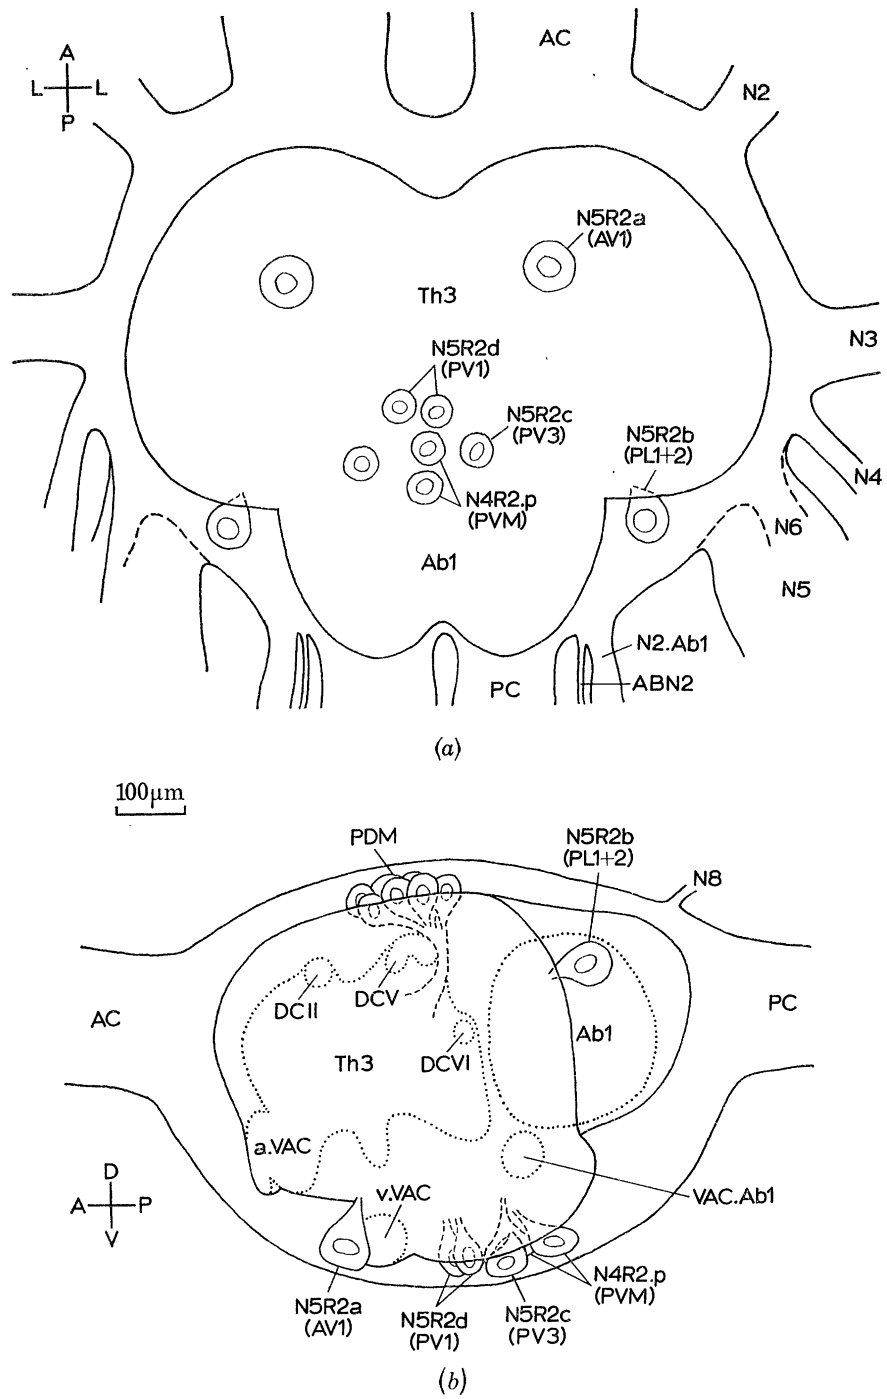 AC
A
L L
P
N2
N5R2a
(AV1)
Th3
N3
N5R2d
(PV1)
N5R2c
(PV3)
N5R2b
(PL1+2)
N4
N4R2.p
(PVM)
N6
Ab1
N5
N2.Ab1
PC
ABN2
(a)
100μm
PDM
N5R2b
(PL1+2)
N8
DCII
DCV
AC
PC
Ab1
Th3
DCVI
a.VAC
D
A P
V
v.VAC
VAC.Ab1
N4R2.p
(PVM)
N5R2a
(AV1)
N5R2d
(PV1)
N5R2c
(PV3)
(b)